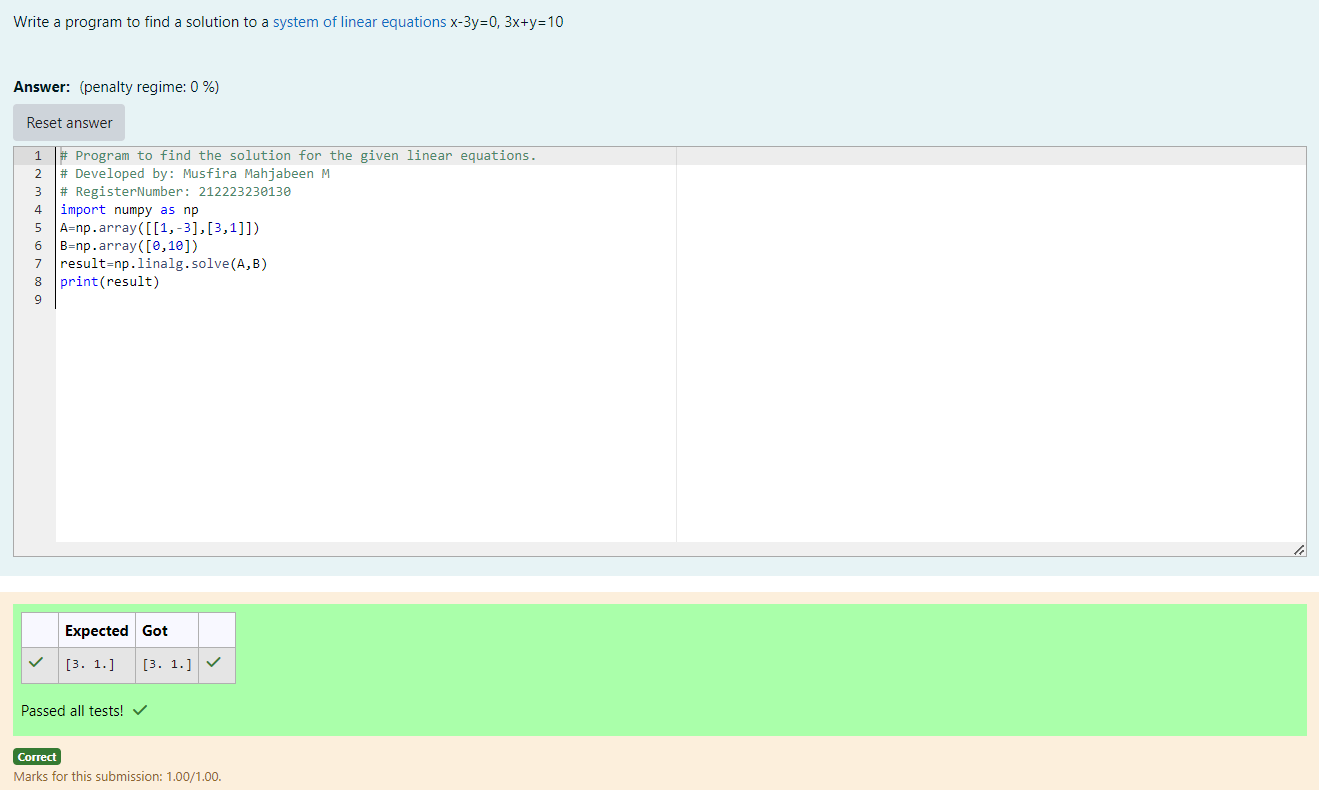 Write a program to find a solution to a system of linear equations x-3y=0, 3x+y=10
Answer: (penalty regime: 0 %)
Reset answer
1 # Program to find the solution for the given linear equations.
2 # Developed by: Musfira Mahjabeen M
3 # RegisterNumber: 212223230130
4 import numpy as np
5 A=np.array([[1,-3],[3,1]])
6 B=np.array([0,10])
7 result=np.linalg.solve(A,B)
8 print(result)
9
Expected Got
[3. 1.] [3. 1.]
Passed all tests!
Correct
Marks for this submission: 1.00/1.00.